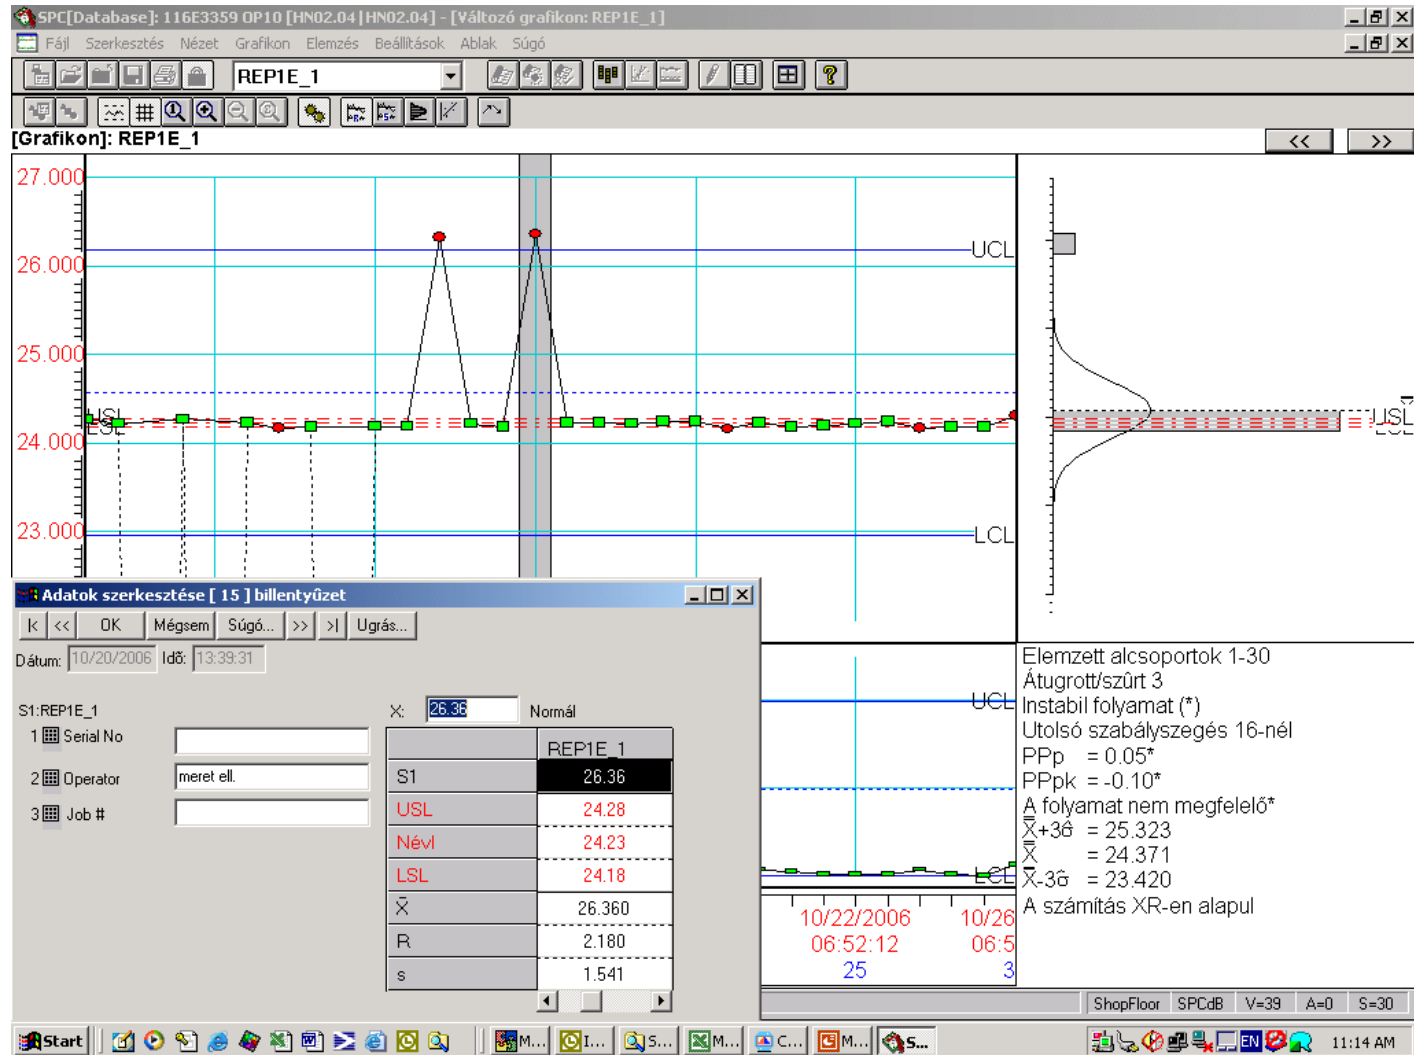 SPC[Database]: 116E3359 OP10 [HN02.04|HN02.04] - [Változó grafikon: REP1E_1]
Fájl Szerkesztés Nézet Grafikon Elemzés Beállítások Ablak Súgó
REP1E_1
[Grafikon]: REP1E_1
<< >>
27.000
26.000
25.000
24.000
23.000
UCL
USL
LSL
LCL
USL
LCL
Adatok szerkesztése [ 15 ] billentyûzet
|< << OK Mégsem Súgó... >> >| Ugrás...
Dátum: 10/20/2006 Idõ: 13:39:31
S1:REP1E_1
X: 26.36 Normál
1 Serial No
2 Operator meret ell.
3 Job #
REP1E_1
S1 26.36
USL 24.28
Névl 24.23
LSL 24.18
X̄ 26.360
R 2.180
s 1.541
UCL
LCL
10/22/2006 10/26
06:52:12 06:5
25 3
Elemzett alcsoportok 1-30
Átugrott/szûrt 3
Instabil folyamat (*)
Utolsó szabályszegés 16-nél
PPp = 0.05*
PPpk = -0.10*
A folyamat nem megfelelő*
X̿+3σ̂ = 25.323
X̿ = 24.371
X̿-3σ̂ = 23.420
A számítás XR-en alapul
ShopFloor SPCdB V=39 A=0 S=30
Start M... I... S... M... C... M... S... EN 11:14 AM